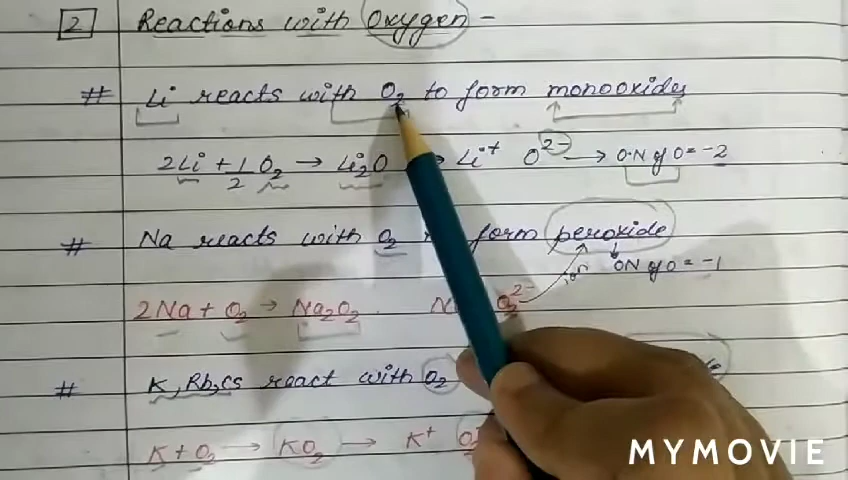 2 Reactions with Oxygen -
# Li reacts with O₂ to form monooxides
2Li + 1/2 O₂ → Li₂O → Li⁺ O²⁻ → O.N of O = -2
# Na reacts with O₂ form peroxide
ion ON of O = -1
2Na + O₂ → Na₂O₂ O₂²⁻
# K, Rb, Cs react with O₂
K + O₂ → KO₂ → K⁺
MYMOVIE